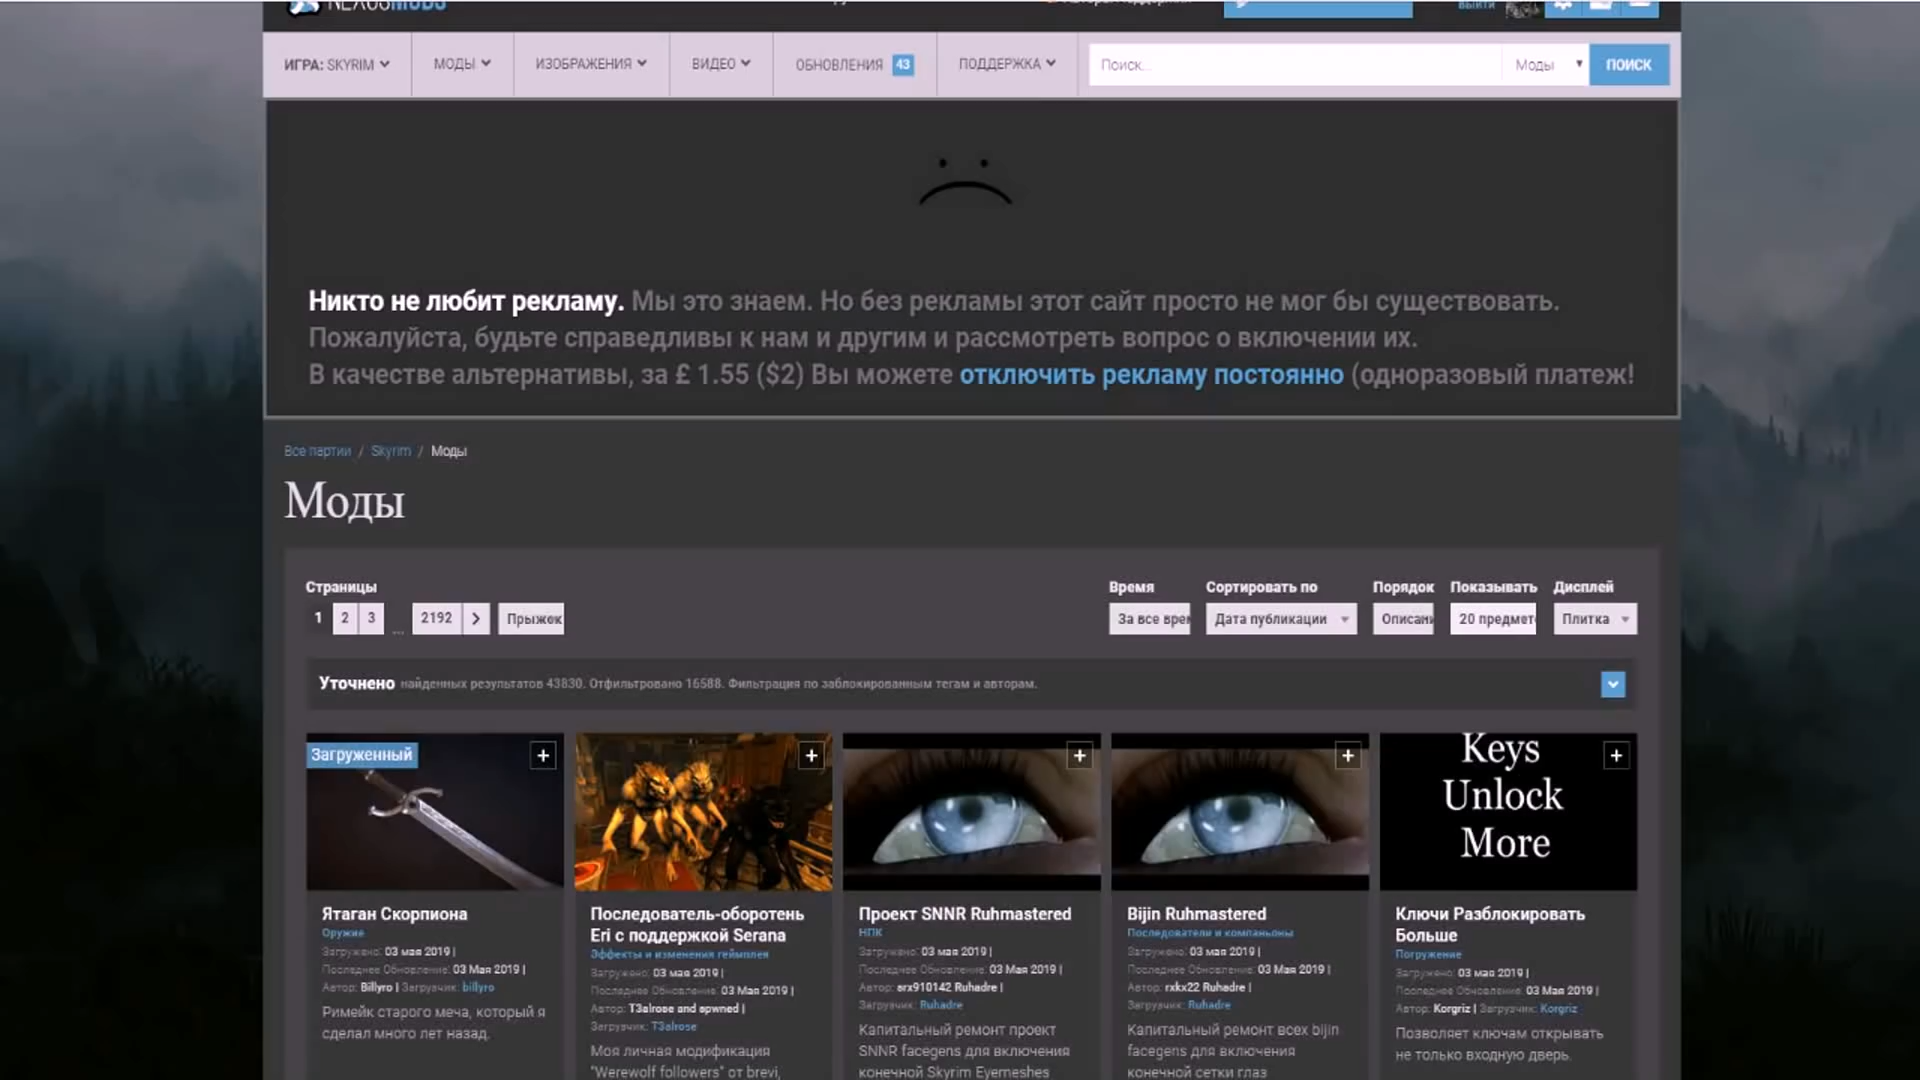 NEXUSMODS
ВЫЙТИ
ИГРА: SKYRIM
МОДЫ
ИЗОБРАЖЕНИЯ
ВИДЕО
ОБНОВЛЕНИЯ 43
ПОДДЕРЖКА
Поиск...
Моды
ПОИСК
Никто не любит рекламу. Мы это знаем. Но без рекламы этот сайт просто не мог бы существовать.
Пожалуйста, будьте справедливы к нам и другим и рассмотреть вопрос о включении их.
В качестве альтернативы, за £ 1.55 ($2) Вы можете отключить рекламу постоянно (одноразовый платеж!
Все партии / Skyrim / Моды
Моды
Страницы
1 2 3 ... 2192 Прыжок
Время
За все врем
Сортировать по
Дата публикации
Порядок
Описани
Показывать
20 предмет
Дисплей
Плитка
Уточнено найденных результатов 43830. Отфильтровано 16588. Фильтрация по заблокированным тегам и авторам.
Загруженный
Ятаган Скорпиона
Оружие
Загружено: 03 мая 2019 |
Последнее Обновление: 03 Мая 2019 |
Автор: Billyro | Загрузчик: billyro
Римейк старого меча, который я
сделал много лет назад.
Последователь-оборотень
Eri с поддержкой Serana
Эффекты и изменения геймплея
Загружено: 03 мая 2019 |
Последнее Обновление: 03 Мая 2019 |
Автор: T3alrose and spwned |
Загрузчик: T3alrose
Моя личная модификация
"Werewolf followers" от brevi,
Проект SNNR Ruhmastered
НПК
Загружено: 03 мая 2019 |
Последнее Обновление: 03 Мая 2019 |
Автор: arx910142 Ruhadre |
Загрузчик: Ruhadre
Капитальный ремонт проект
SNNR facegens для включения
конечной Skyrim Eyemeshes
Bijin Ruhmastered
Последователи и компаньоны
Загружено: 03 мая 2019 |
Последнее Обновление: 03 Мая 2019 |
Автор: rxkx22 Ruhadre |
Загрузчик: Ruhadre
Капитальный ремонт всех bijin
facegens для включения
конечной сетки глаз
Keys
Unlock
More
Ключи Разблокировать
Больше
Погружение
Загружено: 03 мая 2019 |
Последнее Обновление: 03 Мая 2019 |
Автор: Korgriz | Загрузчик: Korgriz
Позволяет ключам открывать
не только входную дверь.